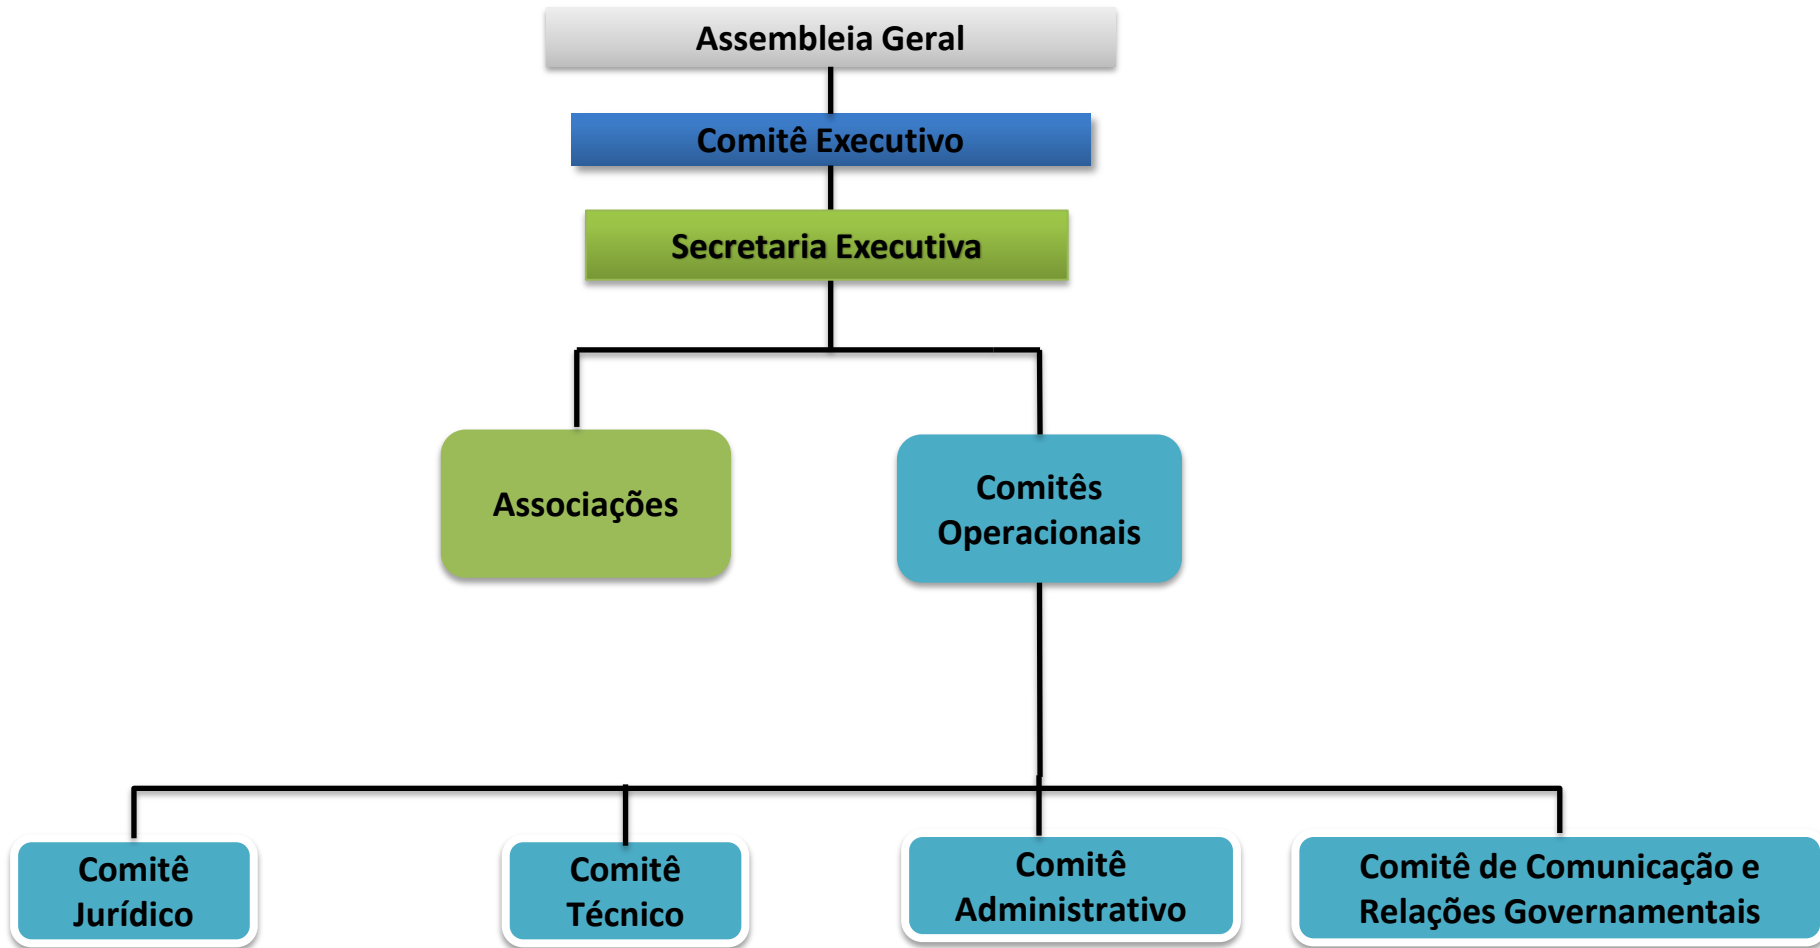 Assembleia Geral
Comitê Executivo
Secretaria Executiva
Associações
Comitês
Operacionais
Comitê
Jurídico
Comitê
Técnico
Comitê
Administrativo
Comitê de Comunicação e
Relações Governamentais